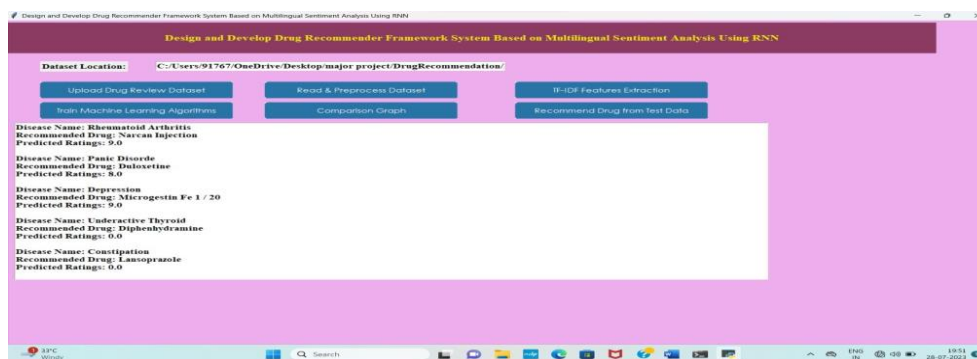 Design and Develop Drug Recommender Framework System Based on Multilingual Sentiment Analysis Using RNN
Design and Develop Drug Recommender Framework System Based on Multilingual Sentiment Analysis Using RNN
Dataset Location: C:/Users/91767/OneDrive/Desktop/major project/DrugRecommendation/
Upload Drug Review Dataset Read & Preprocess Dataset TF-IDF Features Extraction
Train Machine Learning Algorithms Comparison Graph Recommend Drug from Test Data
Disease Name: Rheumatoid Arthritis
Recommended Drug: Narcan Injection
Predicted Ratings: 9.0
Disease Name: Panic Disorde
Recommended Drug: Duloxetine
Predicted Ratings: 8.0
Disease Name: Depression
Recommended Drug: Microgestin Fe 1 / 20
Predicted Ratings: 9.0
Disease Name: Underactive Thyroid
Recommended Drug: Diphenhydramine
Predicted Ratings: 0.0
Disease Name: Constipation
Recommended Drug: Lansoprazole
Predicted Ratings: 0.0
33°C Search ENG 19:51
Windy IN 28-07-2023